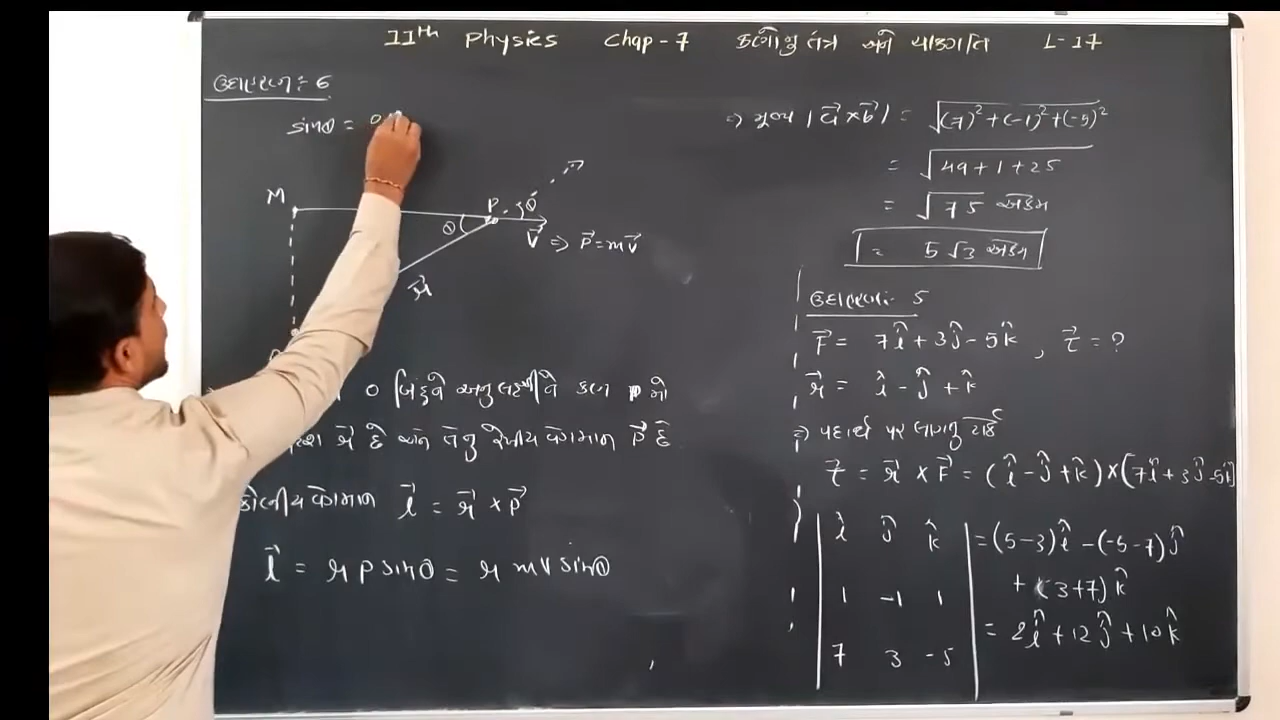 11th Physics Chap - 7 કણોનું તંત્ર અને ચાકગતિ L-17
ઉદાહરણ : 6
sinθ =
M
P
θ
θ
v⃗ ⇒ P⃗ = mv⃗
r⃗
O બિંદુને અનુલક્ષીને કણ P નો
r⃗ છે અને તેનું રેખીય વેગમાન P⃗ છે
કોણીય વેગમાન l⃗ = r⃗ × P⃗
l⃗ = r P sinθ = r mv sinθ
⇒ મૂલ્ય |a⃗ × b⃗| = √(-7)² + (-1)² + (-5)²
= √49 + 1 + 25
= √75 એકમ
= 5√3 એકમ
ઉદાહરણ :- 5
F⃗ = 7î + 3ĵ - 5k̂ , τ⃗ = ?
r⃗ = î - ĵ + k̂
⇒ પદાર્થ પર લાગતું ટોર્ક
τ⃗ = r⃗ × F⃗ = (î - ĵ + k̂) × (7î + 3ĵ - 5k̂)
î ĵ k̂
1 -1 1
7 3 -5
= (5-3)î - (-5-7)ĵ
+ (3+7)k̂
= 2î + 12ĵ + 10k̂